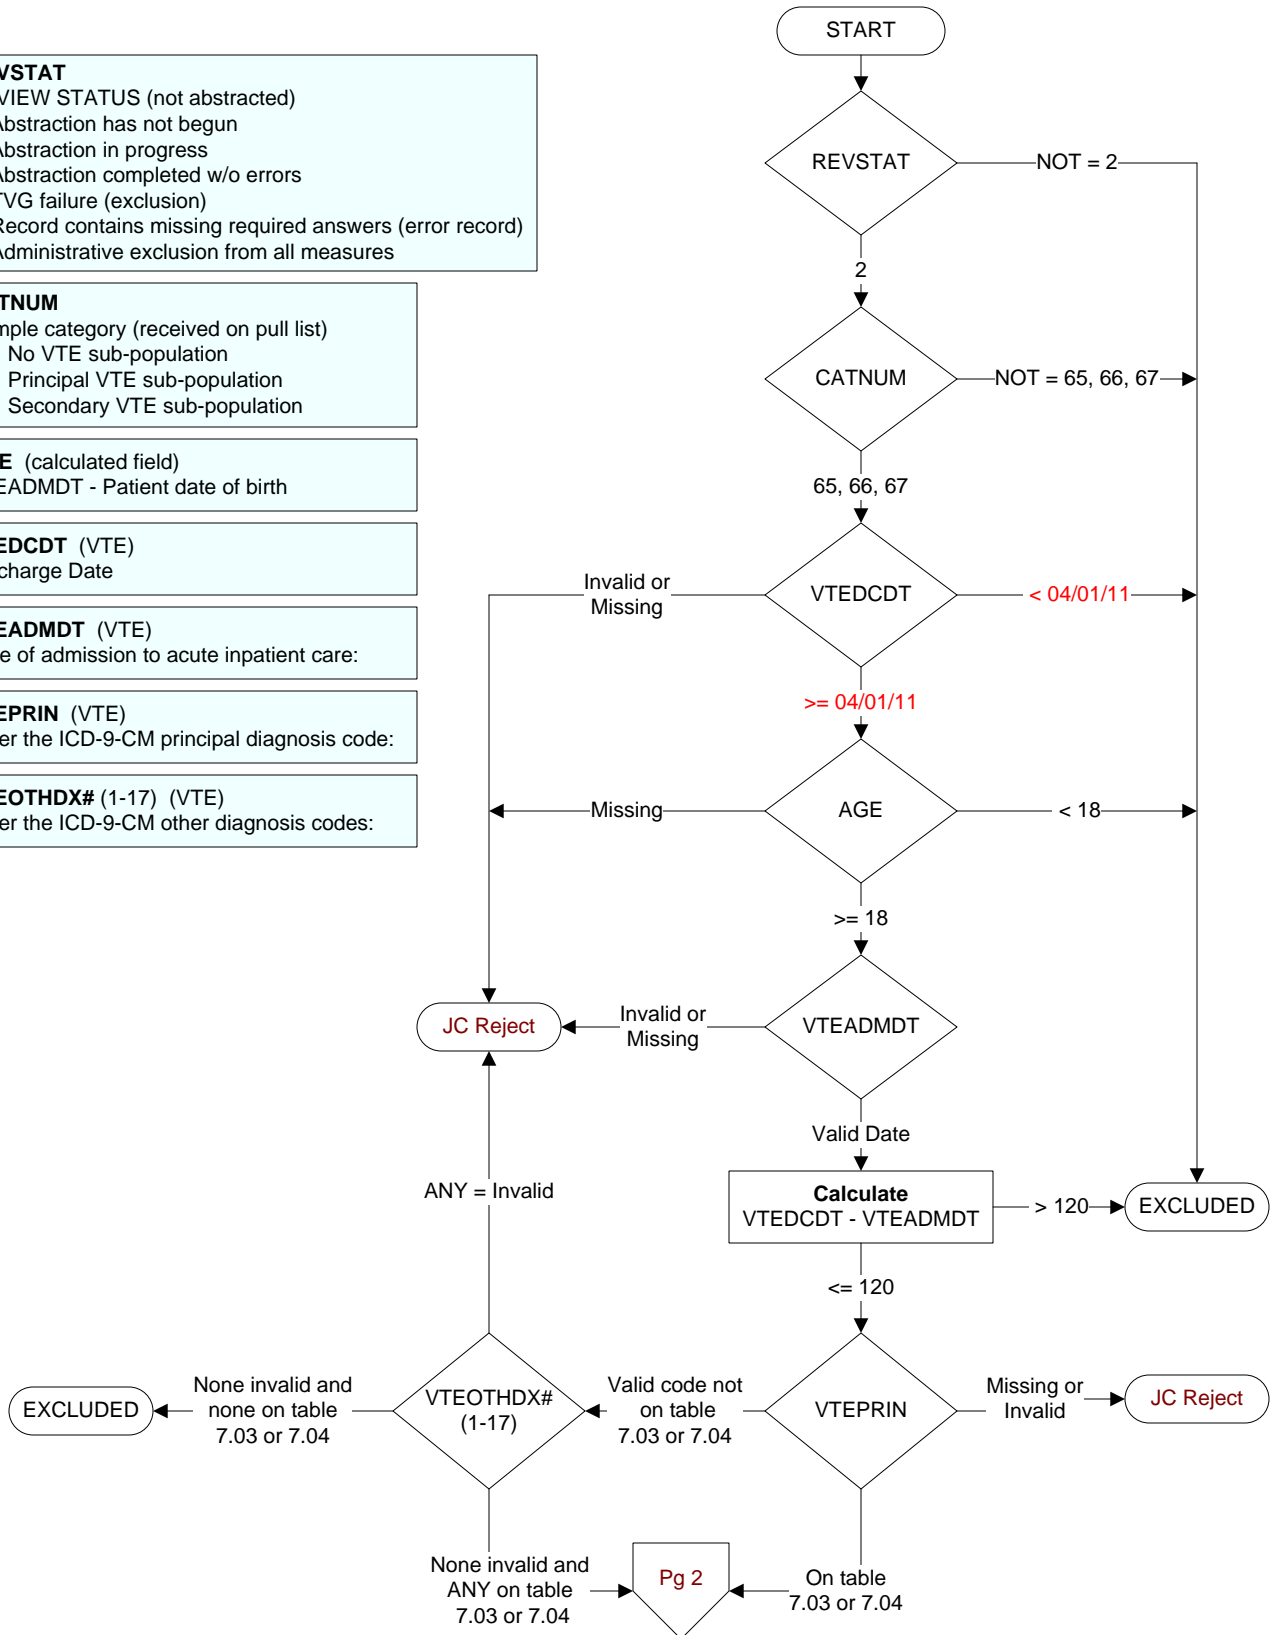 START
VSTAT
VIEW STATUS (not abstracted)
Abstraction has not begun
Abstraction in progress
Abstraction completed w/o errors
TVG failure (exclusion)
Record contains missing required answers (error record)
Administrative exclusion from all measures
REVSTAT
NOT = 2
2
TNUM
mple category (received on pull list)
No VTE sub-population
Principal VTE sub-population
Secondary VTE sub-population
CATNUM
NOT = 65, 66, 67
65, 66, 67
E (calculated field)
EADMDT - Patient date of birth
EDCDT (VTE)
charge Date
Invalid or
Missing
VTEDCDT
< 04/01/11
>= 04/01/11
EADMDT (VTE)
e of admission to acute inpatient care:
EPRIN (VTE)
er the ICD-9-CM principal diagnosis code:
EOTHDX# (1-17) (VTE)
er the ICD-9-CM other diagnosis codes:
Missing
AGE
< 18
>= 18
JC Reject
Invalid or
Missing
VTEADMDT
Valid Date
ANY = Invalid
Calculate
VTEDCDT - VTEADMDT
> 120
EXCLUDED
<= 120
EXCLUDED
None invalid and
none on table
7.03 or 7.04
VTEOTHDX#
(1-17)
Valid code not
on table
7.03 or 7.04
VTEPRIN
Missing or
Invalid
JC Reject
None invalid and
ANY on table
7.03 or 7.04
Pg 2
On table
7.03 or 7.04